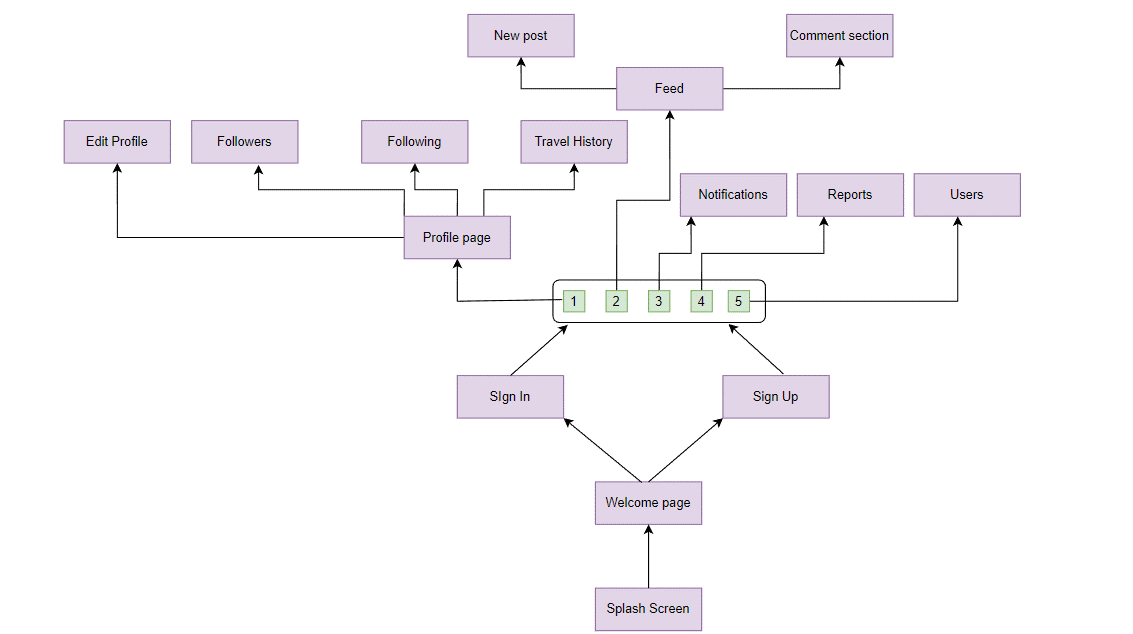 New post
Comment section
Feed
Edit Profile
Followers
Following
Travel History
Notifications
Reports
Users
Profile page
1
2
3
4
5
SIgn In
Sign Up
Welcome page
Splash Screen